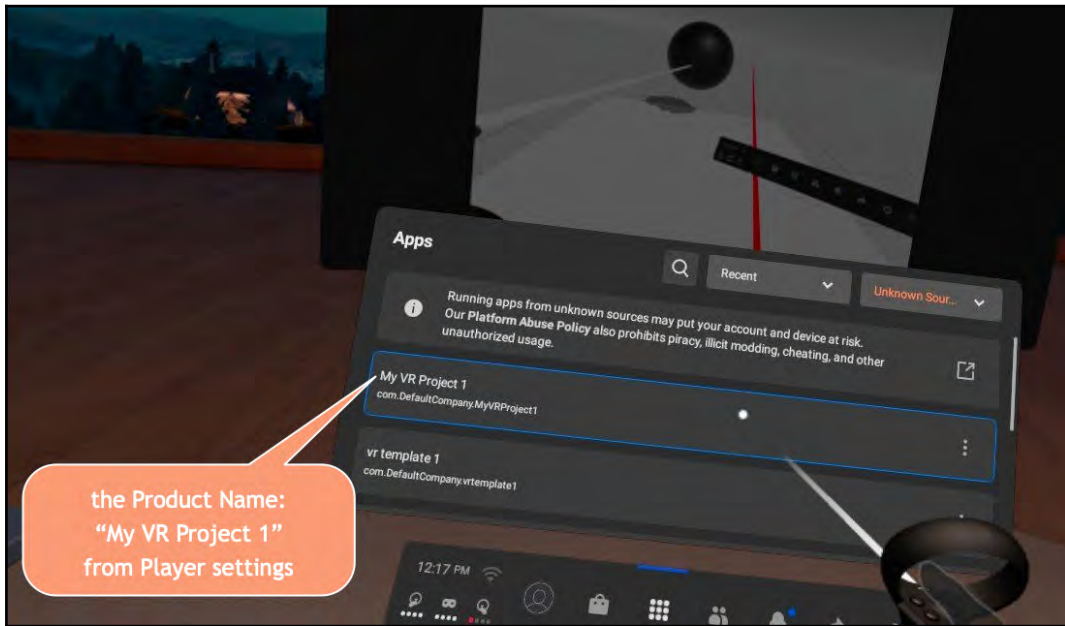 Apps
Recent
Unknown Sour...
Running apps from unknown sources may put your account and device at risk.
Our Platform Abuse Policy also prohibits piracy, illicit modding, cheating, and other
unauthorized usage.
My VR Project 1
com.DefaultCompany.MyVRProject1
vr template 1
com.DefaultCompany.vrtemplate1
the Product Name:
“My VR Project 1”
from Player settings
12:17 PM